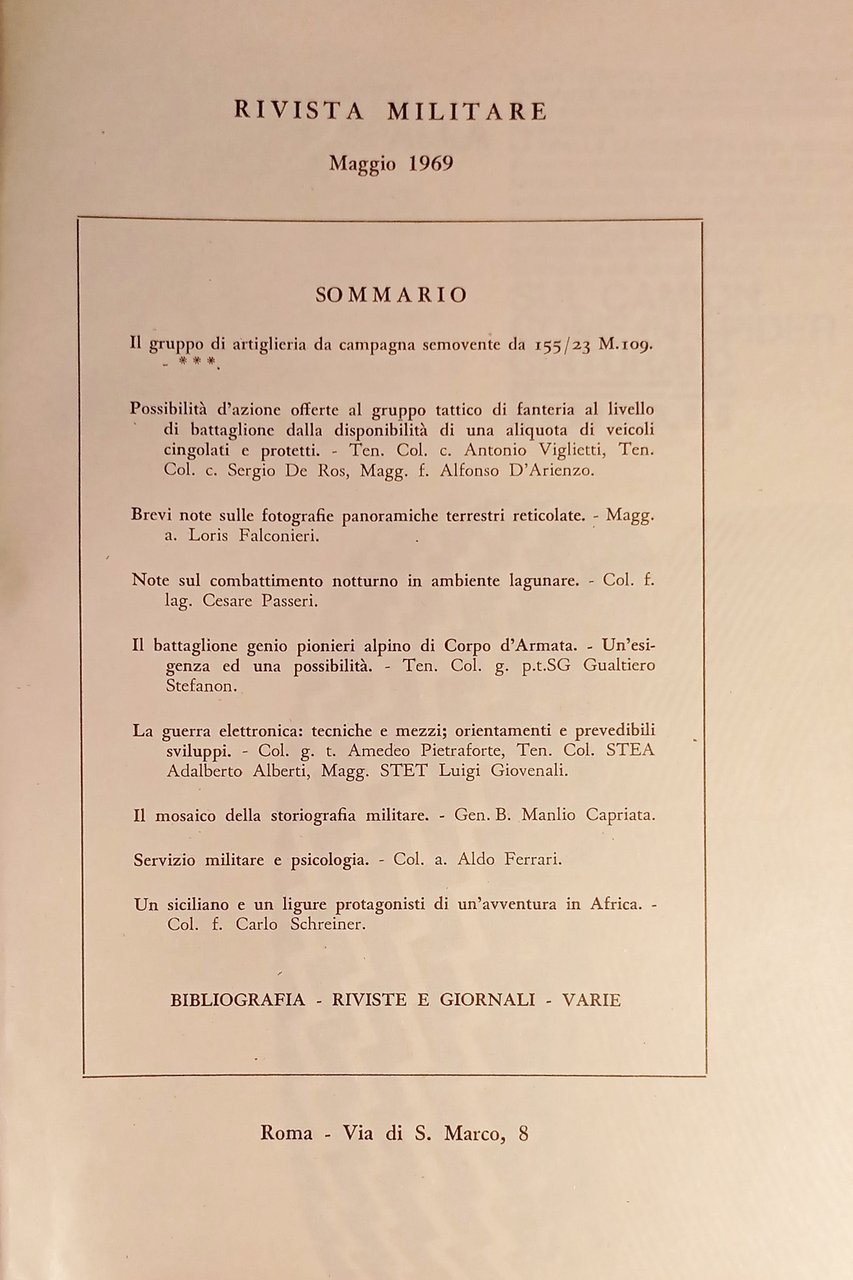 RIVISTA MILITARE
Maggio 1969
SOMMARIO
Il gruppo di artiglieria da campagna semovente da 155/23 M.109.
- * * *.
Possibilità d'azione offerte al gruppo tattico di fanteria al livello
di battaglione dalla disponibilità di una aliquota di veicoli
cingolati e protetti. - Ten. Col. c. Antonio Viglietti, Ten.
Col. c. Sergio De Ros, Magg. f. Alfonso D'Arienzo.
Brevi note sulle fotografie panoramiche terrestri reticolate. - Magg.
a. Loris Falconieri.
Note sul combattimento notturno in ambiente lagunare. - Col. f.
lag. Cesare Passeri.
Il battaglione genio pionieri alpino di Corpo d'Armata. - Un'esi-
genza ed una possibilità. - Ten. Col. g. p.t.SG Gualtiero
Stefanon.
La guerra elettronica: tecniche e mezzi; orientamenti e prevedibili
sviluppi. - Col. g. t. Amedeo Pietraforte, Ten. Col. STEA
Adalberto Alberti, Magg. STET Luigi Giovenali.
Il mosaico della storiografia militare. - Gen. B. Manlio Capriata.
Servizio militare e psicologia. - Col. a. Aldo Ferrari.
Un siciliano e un ligure protagonisti di un'avventura in Africa. -
Col. f. Carlo Schreiner.
BIBLIOGRAFIA - RIVISTE E GIORNALI - VARIE
Roma - Via di S. Marco, 8